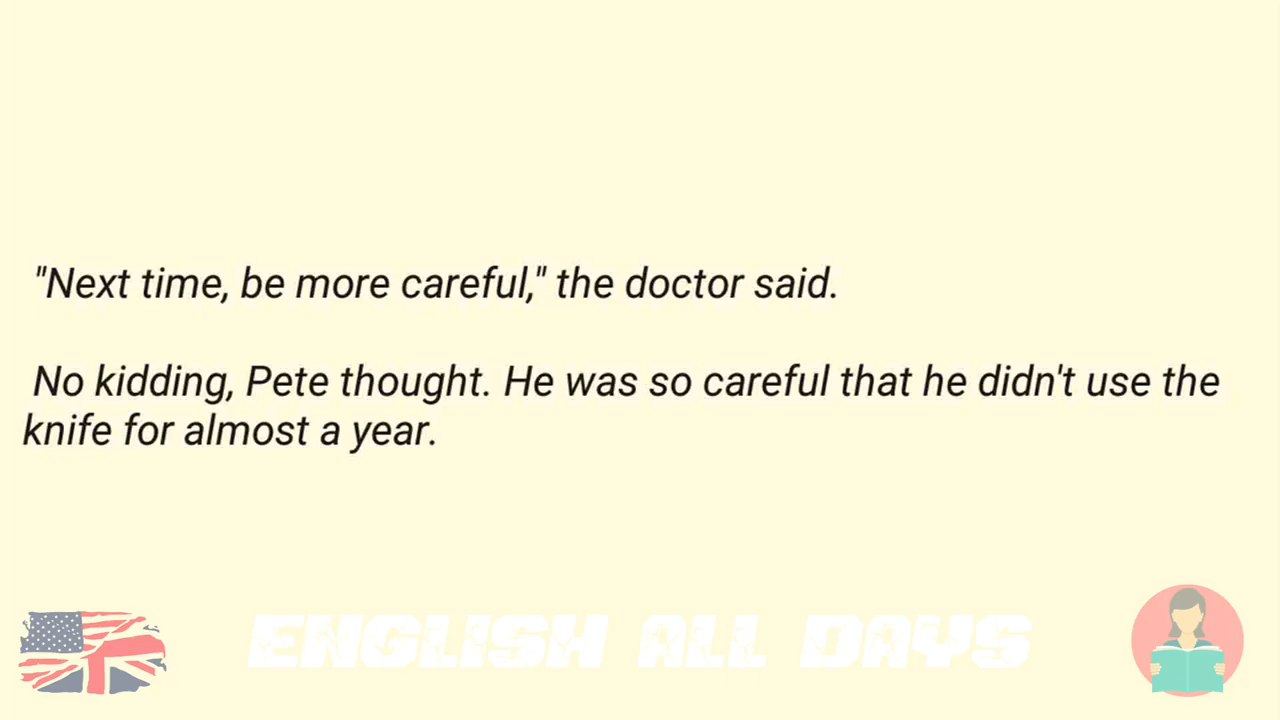 "Next time, be more careful," the doctor said.
No kidding, Pete thought. He was so careful that he didn't use the
knife for almost a year.
ENGLISH ALL DAYS